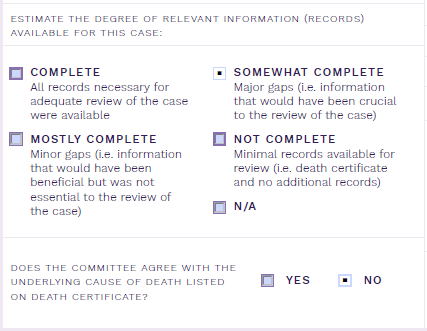 ESTIMATE THE DEGREE OF RELEVANT INFORMATION (RECORDS)
AVAILABLE FOR THIS CASE:
COMPLETE
All records necessary for
adequate review of the case
were available
MOSTLY COMPLETE
Minor gaps (i.e. information
that would have been
beneficial but was not
essential to the review of
the case)
SOMEWHAT COMPLETE
Major gaps (i.e. information
that would have been crucial
to the review of the case)
NOT COMPLETE
Minimal records available for
review (i.e. death certificate
and no additional records)
N/A
DOES THE COMMITTEE AGREE WITH THE
UNDERLYING CAUSE OF DEATH LISTED
ON DEATH CERTIFICATE?
YES
NO